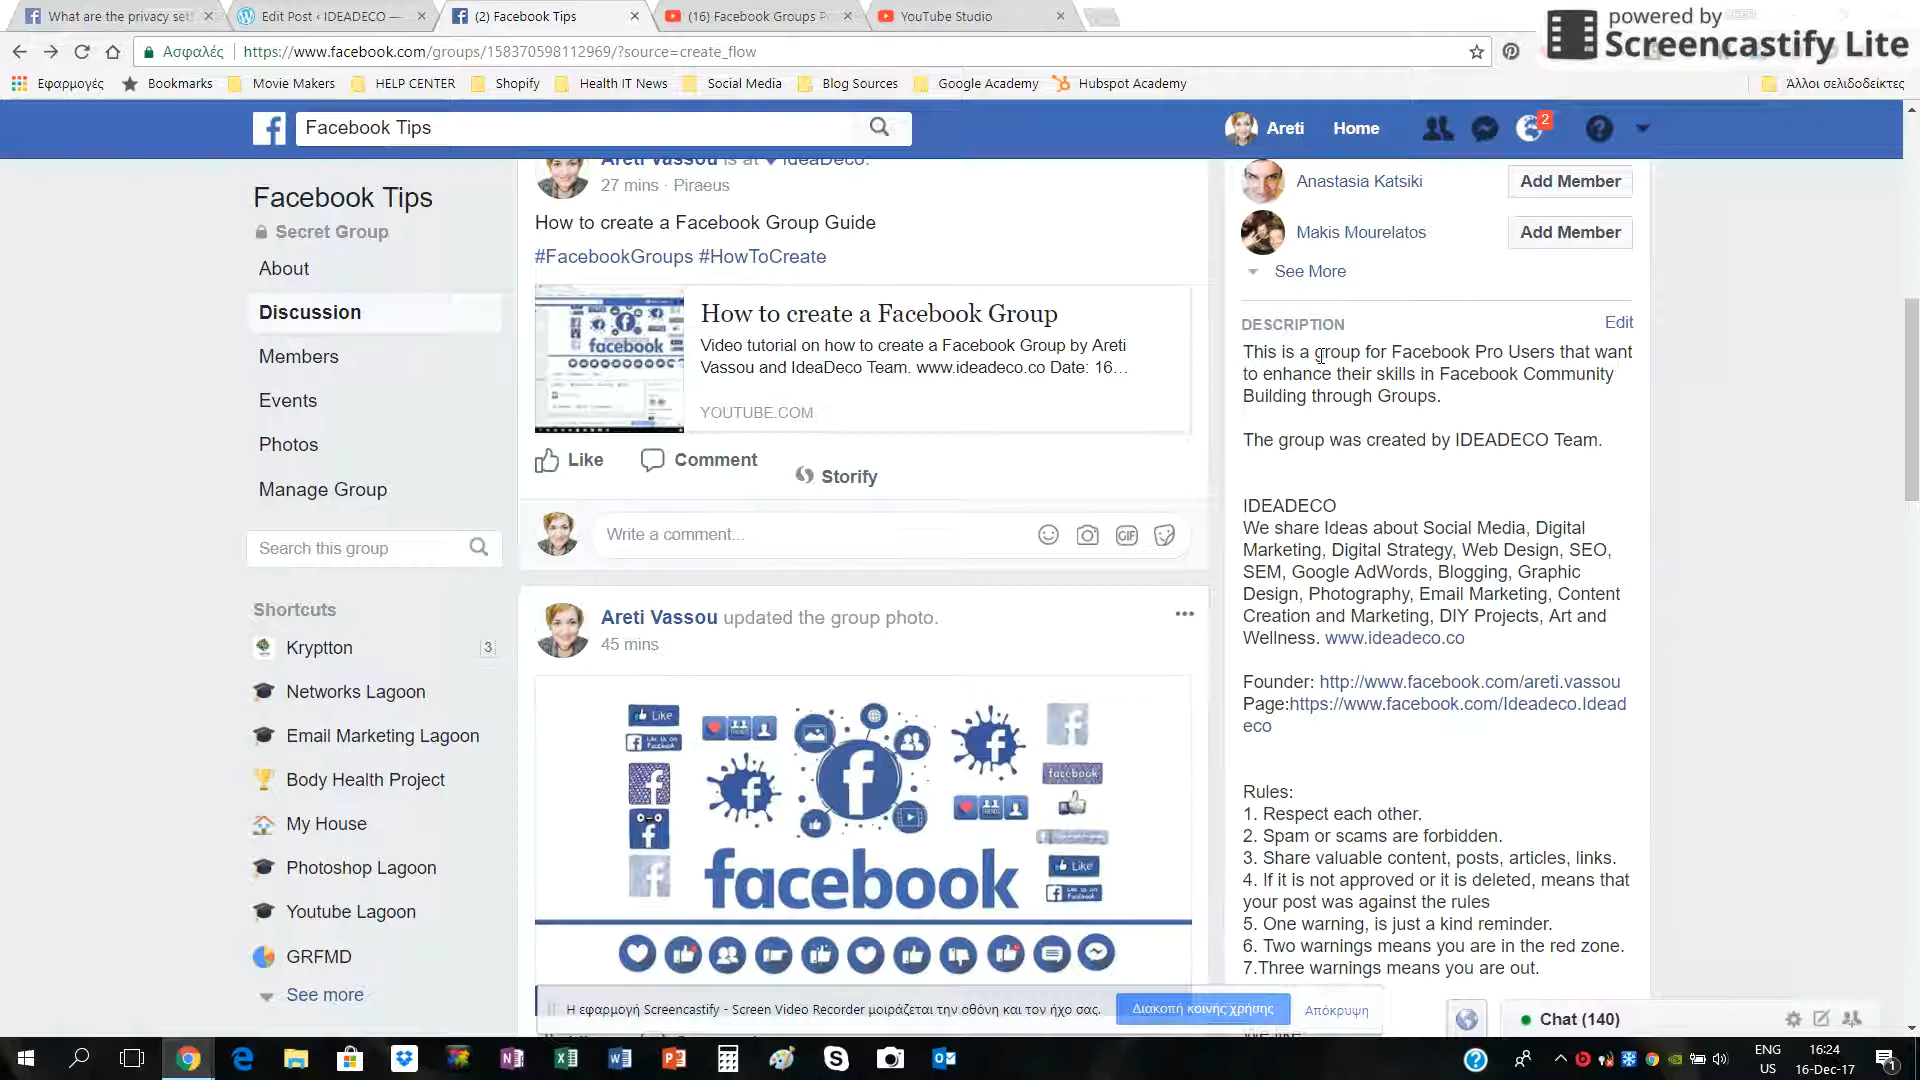 What are the privacy set
Edit Post ‹ IDEADECO —
(2) Facebook Tips
(16) Facebook Groups P
YouTube Studio
powered by
Screencastify Lite
Ασφαλές
https://www.facebook.com/groups/158370598112969/?source=create_flow
Εφαρμογές
Bookmarks
Movie Makers
HELP CENTER
Shopify
Health IT News
Social Media
Blog Sources
Google Academy
Hubspot Academy
Άλλοι σελιδοδείκτες
Facebook Tips
Areti
Home
2
Facebook Tips
Secret Group
About
Discussion
Members
Events
Photos
Manage Group
Search this group
Shortcuts
Kryptton
3
Networks Lagoon
Email Marketing Lagoon
Body Health Project
My House
Photoshop Lagoon
Youtube Lagoon
GRFMD
See more
Areti Vassou is at IdeaDeco.
27 mins · Piraeus
How to create a Facebook Group Guide
#FacebookGroups #HowToCreate
How to create a Facebook Group
Video tutorial on how to create a Facebook Group by Areti
Vassou and IdeaDeco Team. www.ideadeco.co Date: 16...
YOUTUBE.COM
Like
Comment
Storify
Write a comment...
GIF
Areti Vassou updated the group photo.
45 mins
Like
facebook
Like
facebook
Anastasia Katsiki
Add Member
Makis Mourelatos
Add Member
See More
DESCRIPTION
Edit
This is a group for Facebook Pro Users that want
to enhance their skills in Facebook Community
Building through Groups.
The group was created by IDEADECO Team.
IDEADECO
We share Ideas about Social Media, Digital
Marketing, Digital Strategy, Web Design, SEO,
SEM, Google AdWords, Blogging, Graphic
Design, Photography, Email Marketing, Content
Creation and Marketing, DIY Projects, Art and
Wellness. www.ideadeco.co
Founder: http://www.facebook.com/areti.vassou
Page:https://www.facebook.com/Ideadeco.Idead
eco
Rules:
1. Respect each other.
2. Spam or scams are forbidden.
3. Share valuable content, posts, articles, links.
4. If it is not approved or it is deleted, means that
your post was against the rules
5. One warning, is just a kind reminder.
6. Two warnings means you are in the red zone.
7.Three warnings means you are out.
Η εφαρμογή Screencastify - Screen Video Recorder μοιράζεται την οθόνη και τον ήχο σας.
Διακοπή κοινής χρήσης
Απόκρυψη
Chat (140)
ENG
US
16:24
16-Dec-17
1